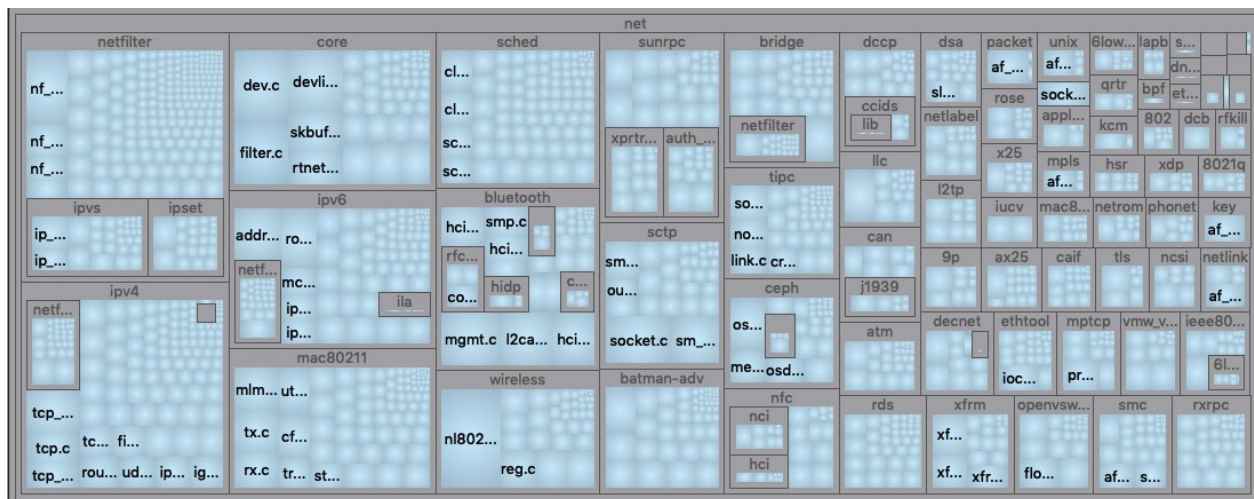 net
netfilter
nf_...
nf_...
nf_...
ipvs
ip_...
ip_...
ipset
ipv4
netf...
tcp_...
tcp.c
tcp_...
tc...
fi...
rou...
ud...
ip...
ig...
core
dev.c
devli...
filter.c
skbuf...
rtnet...
ipv6
addr...
ro...
netf...
mc...
ip...
ip...
ila
mac80211
mlm...
ut...
tx.c
cf...
rx.c
tr...
st...
sched
cl...
cl...
sc...
sc...
bluetooth
hci...
smp.c
hci...
rfc...
co...
hidp
c...
mgmt.c
l2ca...
hci...
wireless
nl802...
reg.c
sunrpc
xprtr...
auth_...
sctp
sm...
ou...
socket.c
sm_...
batman-adv
bridge
netfilter
tipc
so...
no...
link.c
cr...
ceph
os...
me...
osd...
nfc
nci
hci
dccp
ccids
lib
llc
can
j1939
atm
rds
dsa
sl...
netlabel
l2tp
9p
decnet
xfrm
xf...
xf...
xfr...
packet
af_...
rose
x25
iucv
ax25
ethtool
ioc...
openvsw...
flo...
unix
af...
sock...
appl...
mpls
af...
mac8...
caif
mptcp
pr...
smc
af...
s...
6low...
qrtr
kcm
hsr
netrom
tls
vmw_v...
lapb
bpf
802
xdp
phonet
ncsi
ieee80...
6l...
rxrpc
s...
dn...
et...
dcb
rfkill
8021q
key
af_...
netlink
af_...